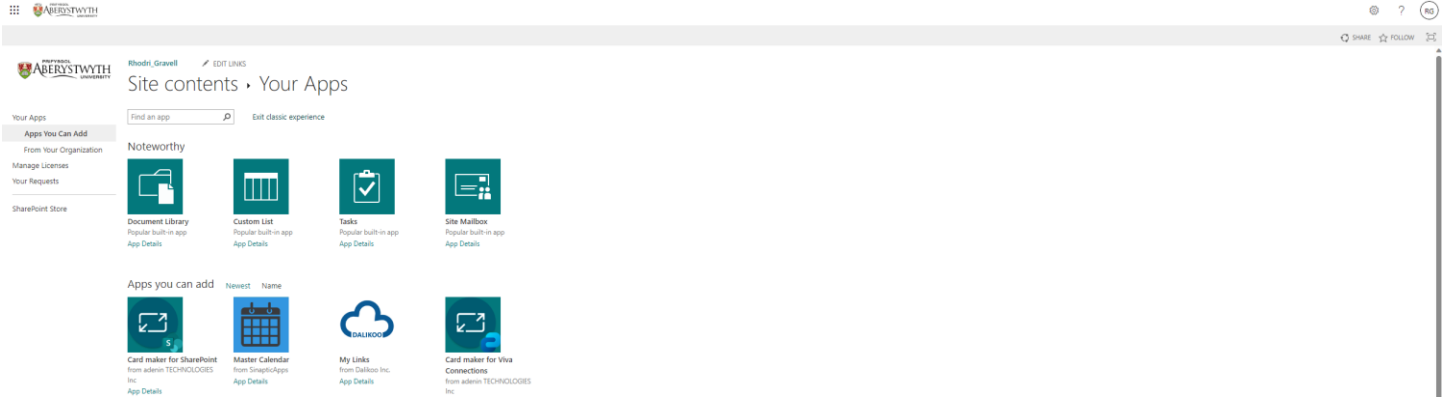 PRIFYSGOL
ABERYSTWYTH
UNIVERSITY
RG
SHARE FOLLOW
PRIFYSGOL
ABERYSTWYTH
UNIVERSITY
Rhodri_Gravell EDIT LINKS
Site contents › Your Apps
Find an app Exit classic experience
Your Apps
Apps You Can Add
From Your Organization
Manage Licenses
Your Requests
SharePoint Store
Noteworthy
Document Library Custom List Tasks Site Mailbox
Popular built-in app Popular built-in app Popular built-in app Popular built-in app
App Details App Details App Details App Details
Apps you can add Newest Name
S DALIKOO
Card maker for SharePoint Master Calendar My Links Card maker for Viva
Connections
from adenin TECHNOLOGIES from SinapticApps from Dalikoo Inc.
Inc
App Details App Details App Details
from adenin TECHNOLOGIES
Inc